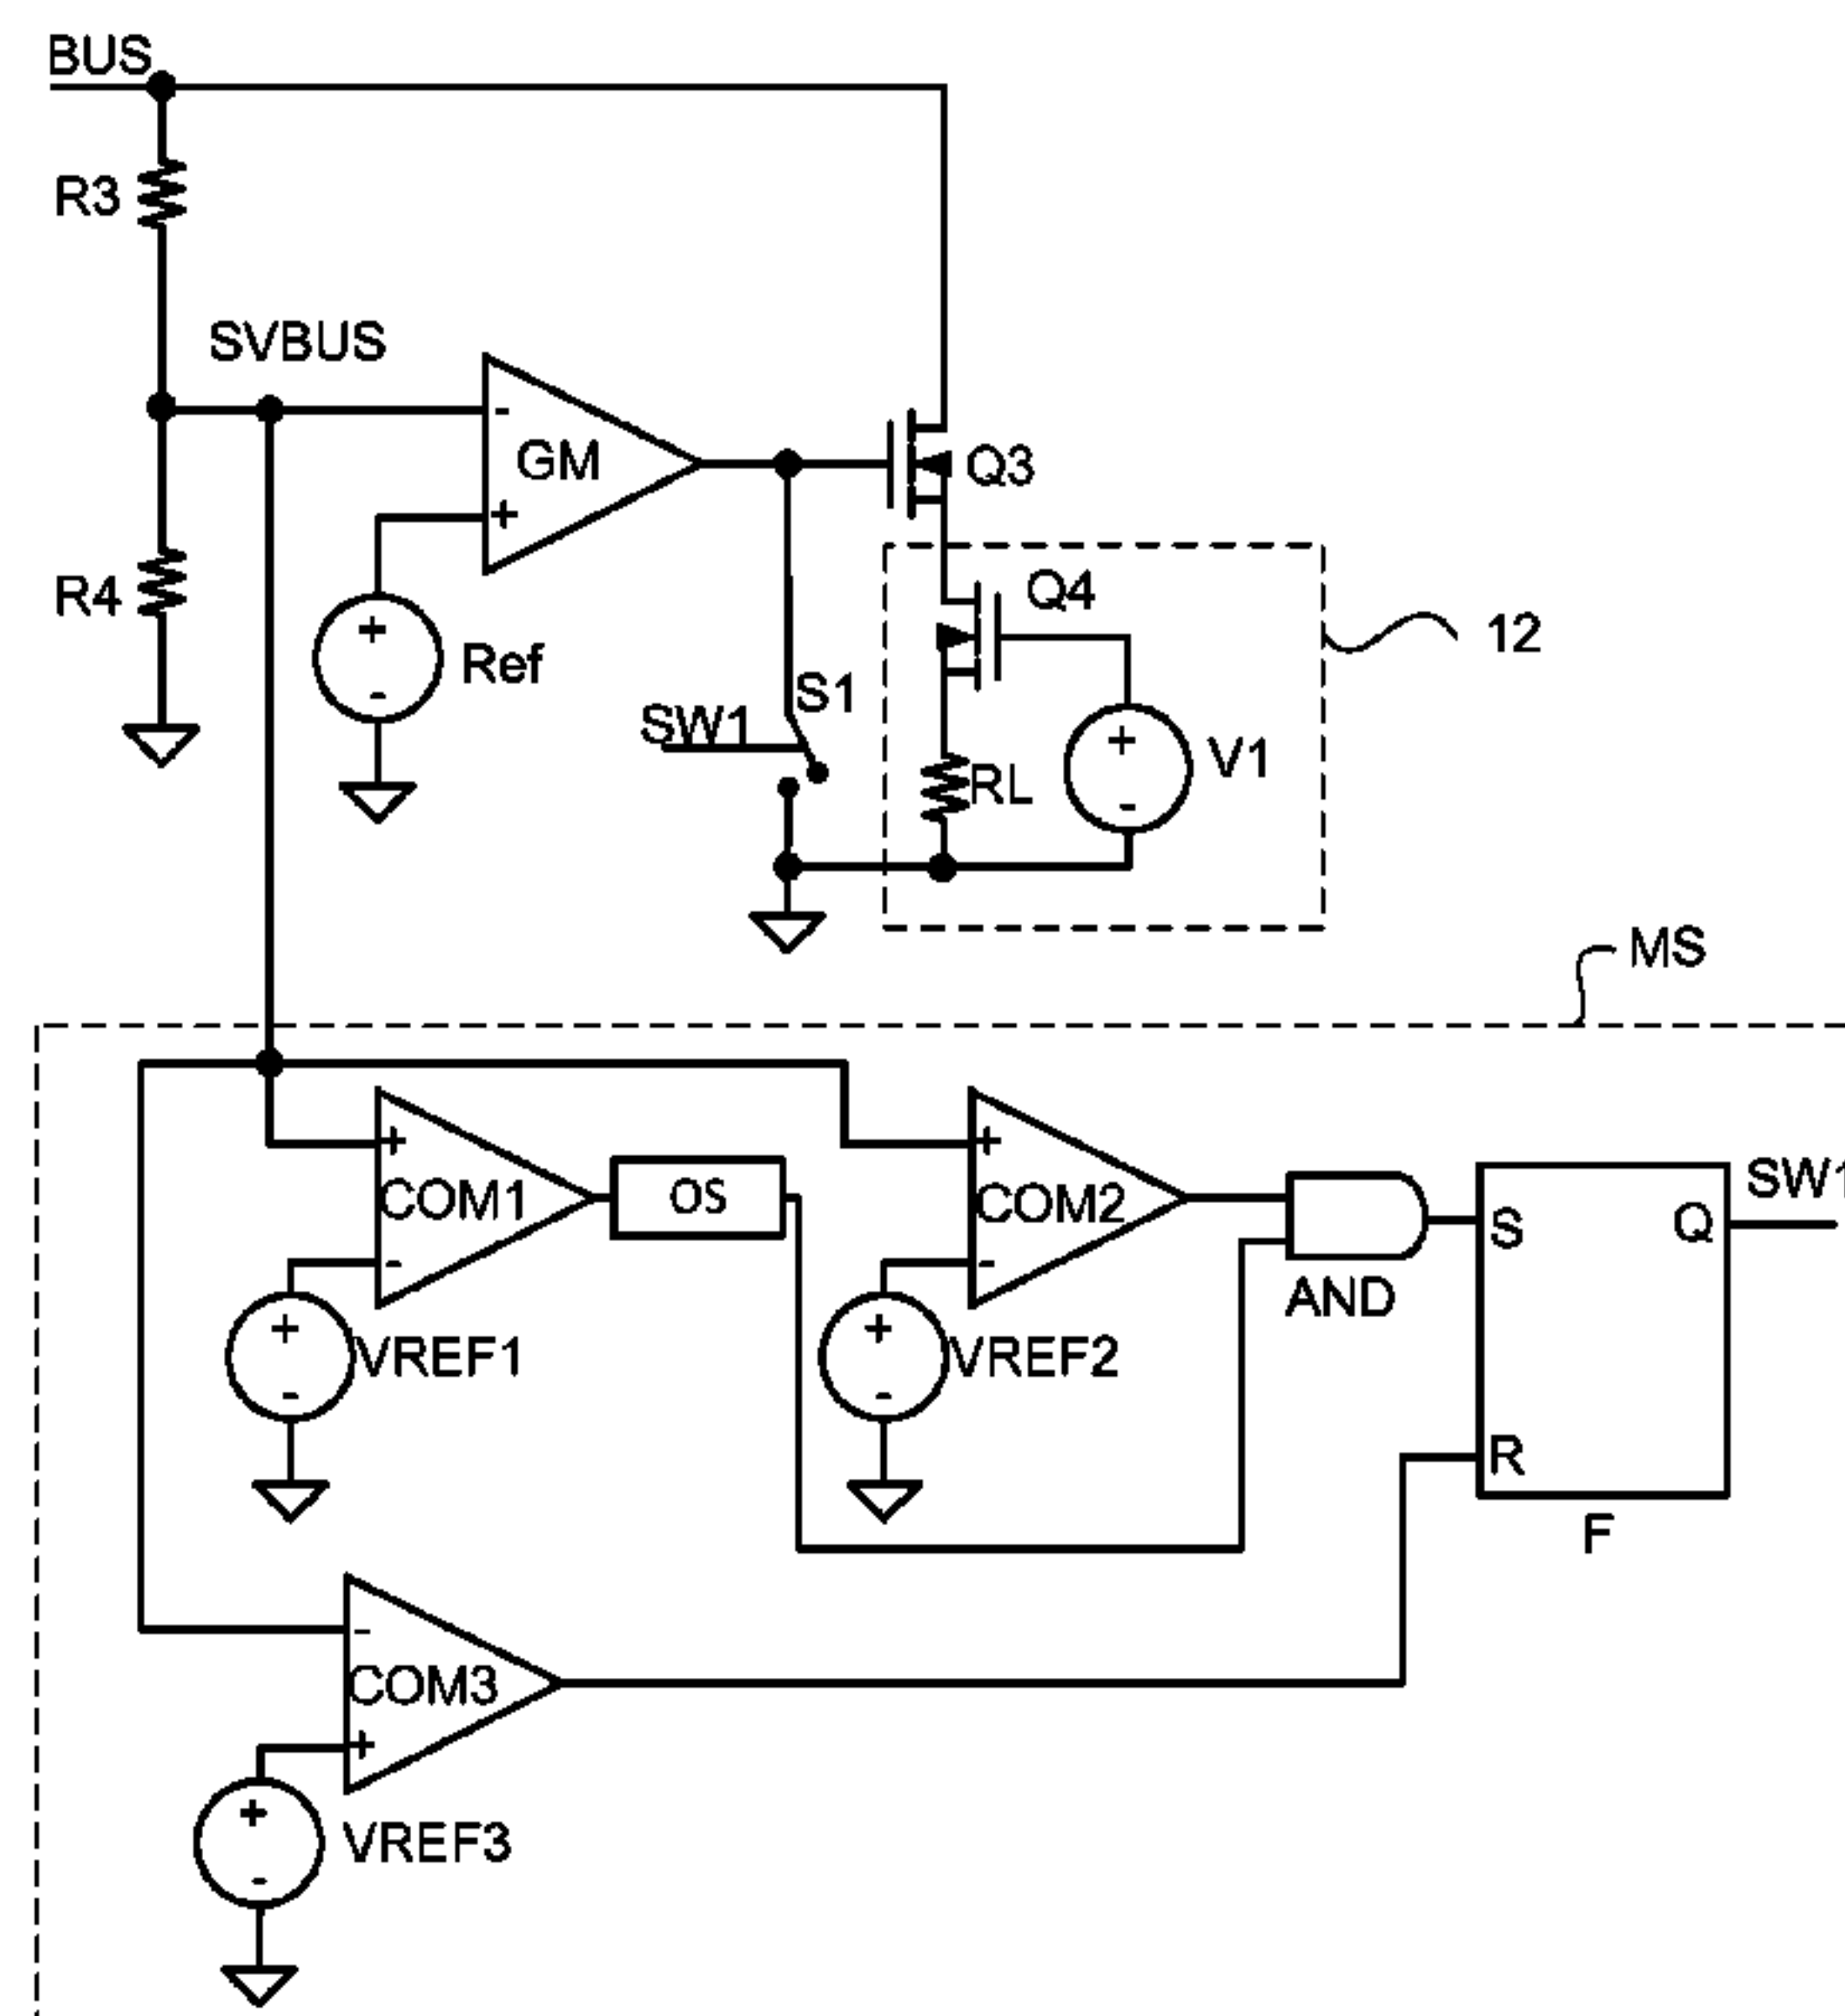 BUS
R3
SVBUS
-
GM
+
Q3
R4
+
Ref
-
Q4
12
S1
SW1
RL
+
V1
-
MS
+
COM1
-
OS
+
COM2
-
AND
S
Q
SW1
R
F
+
VREF1
-
+
VREF2
-
-
COM3
+
+
VREF3
-